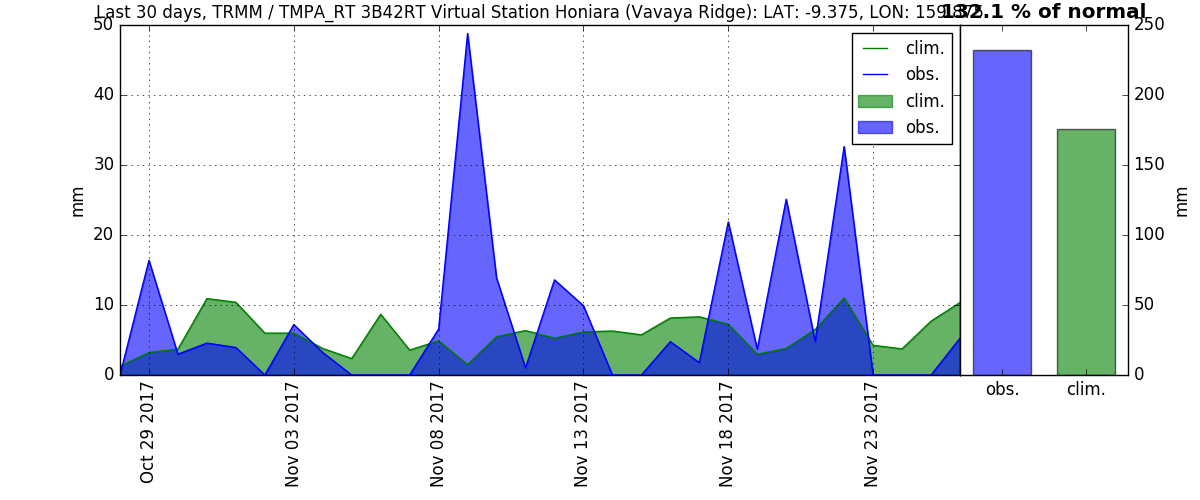 Last 30 days, TRMM / TMPA_RT 3B42RT Virtual Station Honiara (Vavaya Ridge): LAT: -9.375, LON:
132.1 % of normal
50
40
30
20
10
0
mm
clim.
obs.
clim.
obs.
250
200
150
100
50
0
mm
obs.
clim.
Oct 29 2017
Nov 03 2017
Nov 08 2017
Nov 13 2017
Nov 18 2017
Nov 23 2017